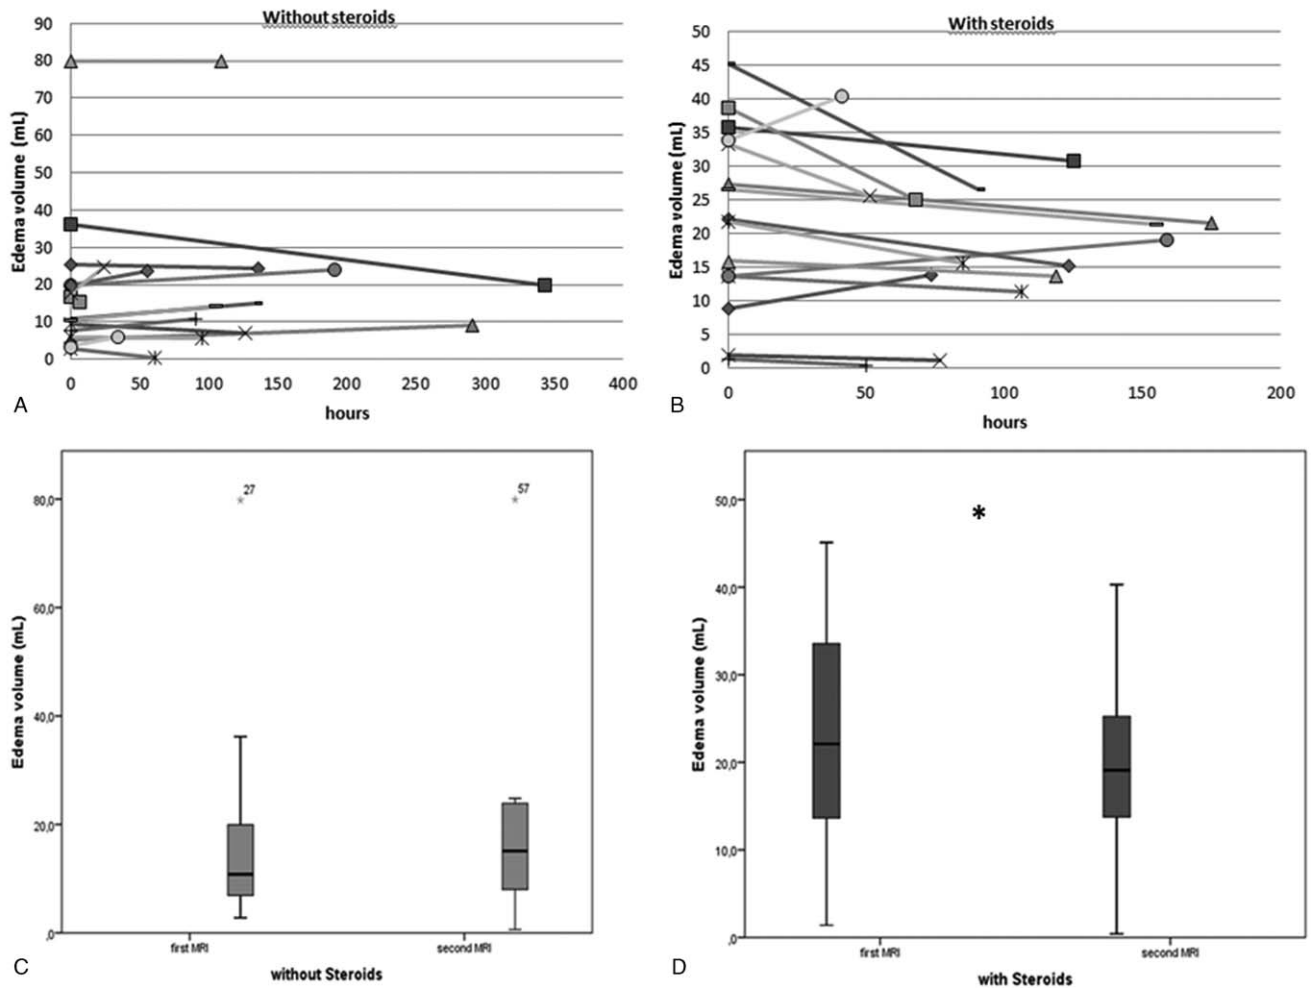 Without steroids
90
80
70
60
50
40
30
20
10
0
Edema volume (mL)
0 50 100 150 200 250 300 350 400
hours
A
With steroids
50
45
40
35
30
25
20
15
10
5
0
Edema volume (mL)
0 50 100 150 200
hours
B
80,0
60,0
40,0
20,0
,0
Edema volume (mL)
27
57
first MRI second MRI
without Steroids
C
50,0
40,0
30,0
20,0
10,0
,0
Edema volume (mL)
*
first MRI second MRI
with Steroids
D